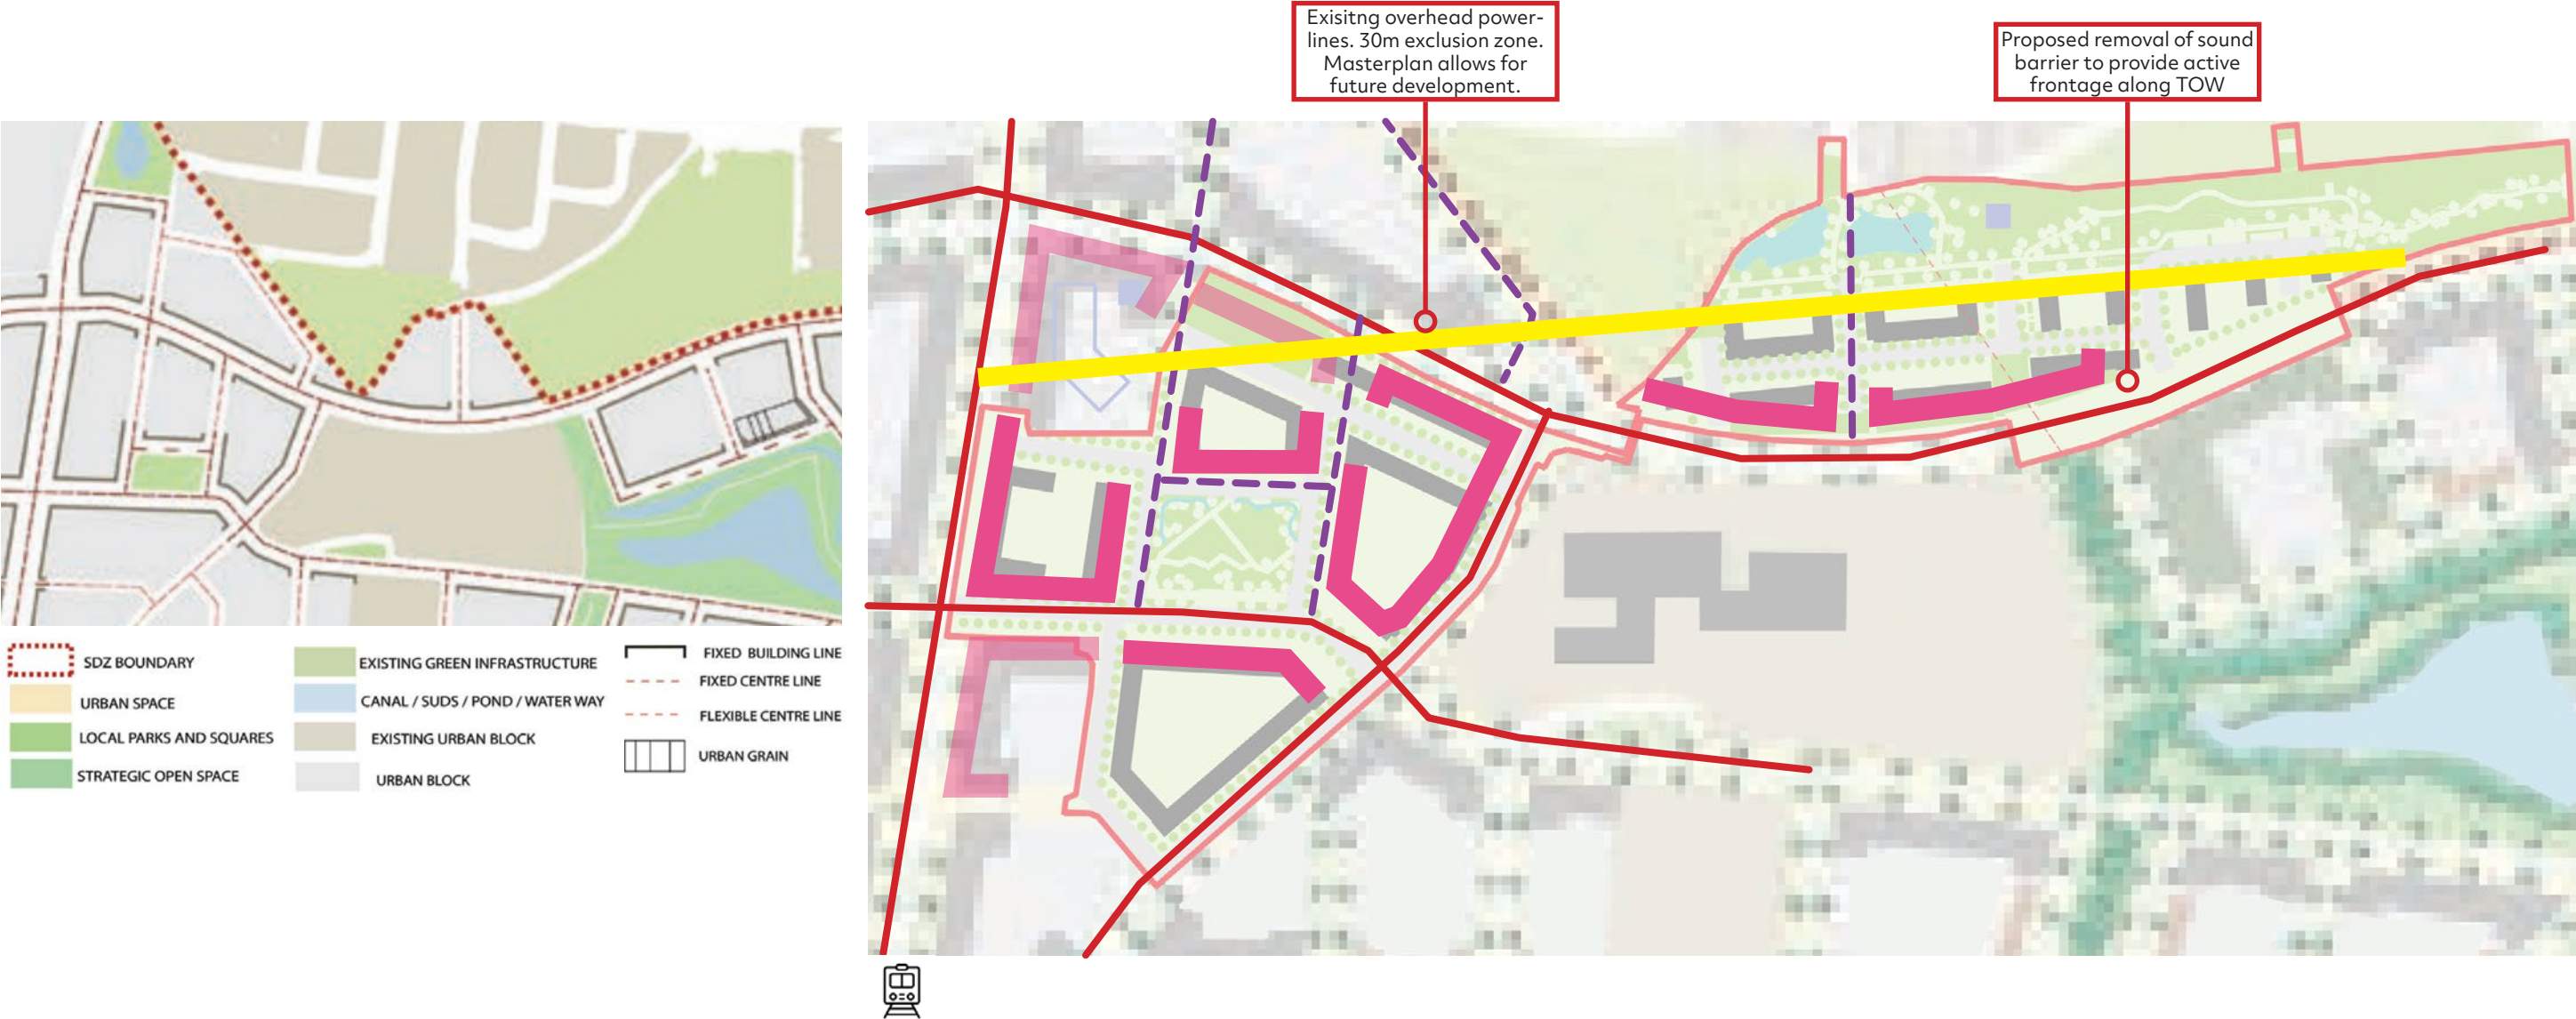 Exisitng overhead power-
lines. 30m exclusion zone.
Masterplan allows for
future development.
Proposed removal of sound
barrier to provide active
frontage along TOW
SDZ BOUNDARY
URBAN SPACE
LOCAL PARKS AND SQUARES
STRATEGIC OPEN SPACE
EXISTING GREEN INFRASTRUCTURE
CANAL / SUDS / POND / WATER WAY
EXISTING URBAN BLOCK
URBAN BLOCK
FIXED BUILDING LINE
FIXED CENTRE LINE
FLEXIBLE CENTRE LINE
URBAN GRAIN